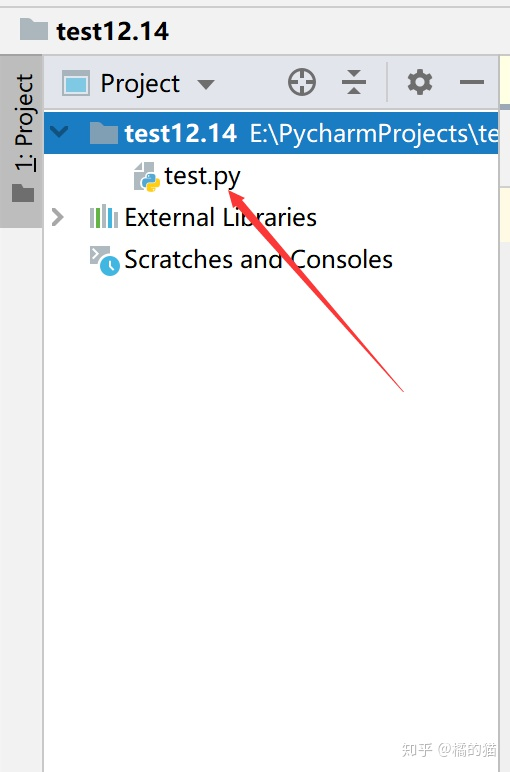 test12.14
1: Project
Project
test12.14 E:\PycharmProjects\te
test.py
External Libraries
Scratches and Consoles
知乎 @橘的猫